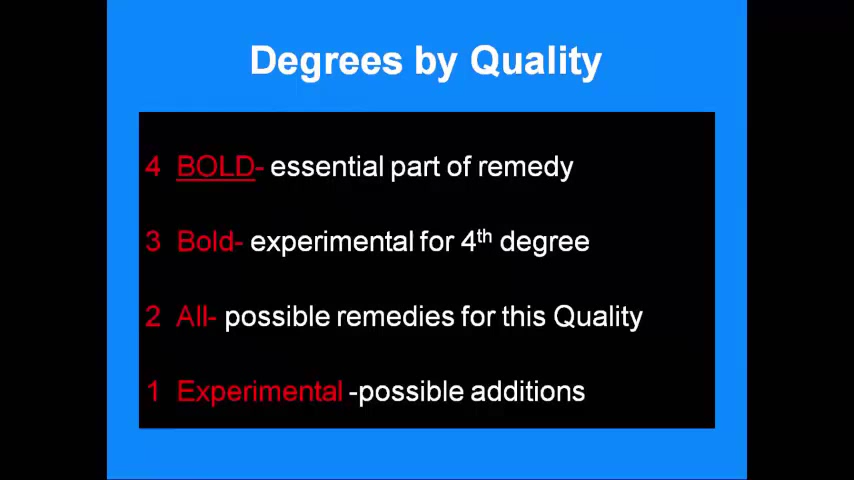 Degrees by Quality
4 BOLD- essential part of remedy
3 Bold- experimental for 4th degree
2 All- possible remedies for this Quality
1 Experimental -possible additions